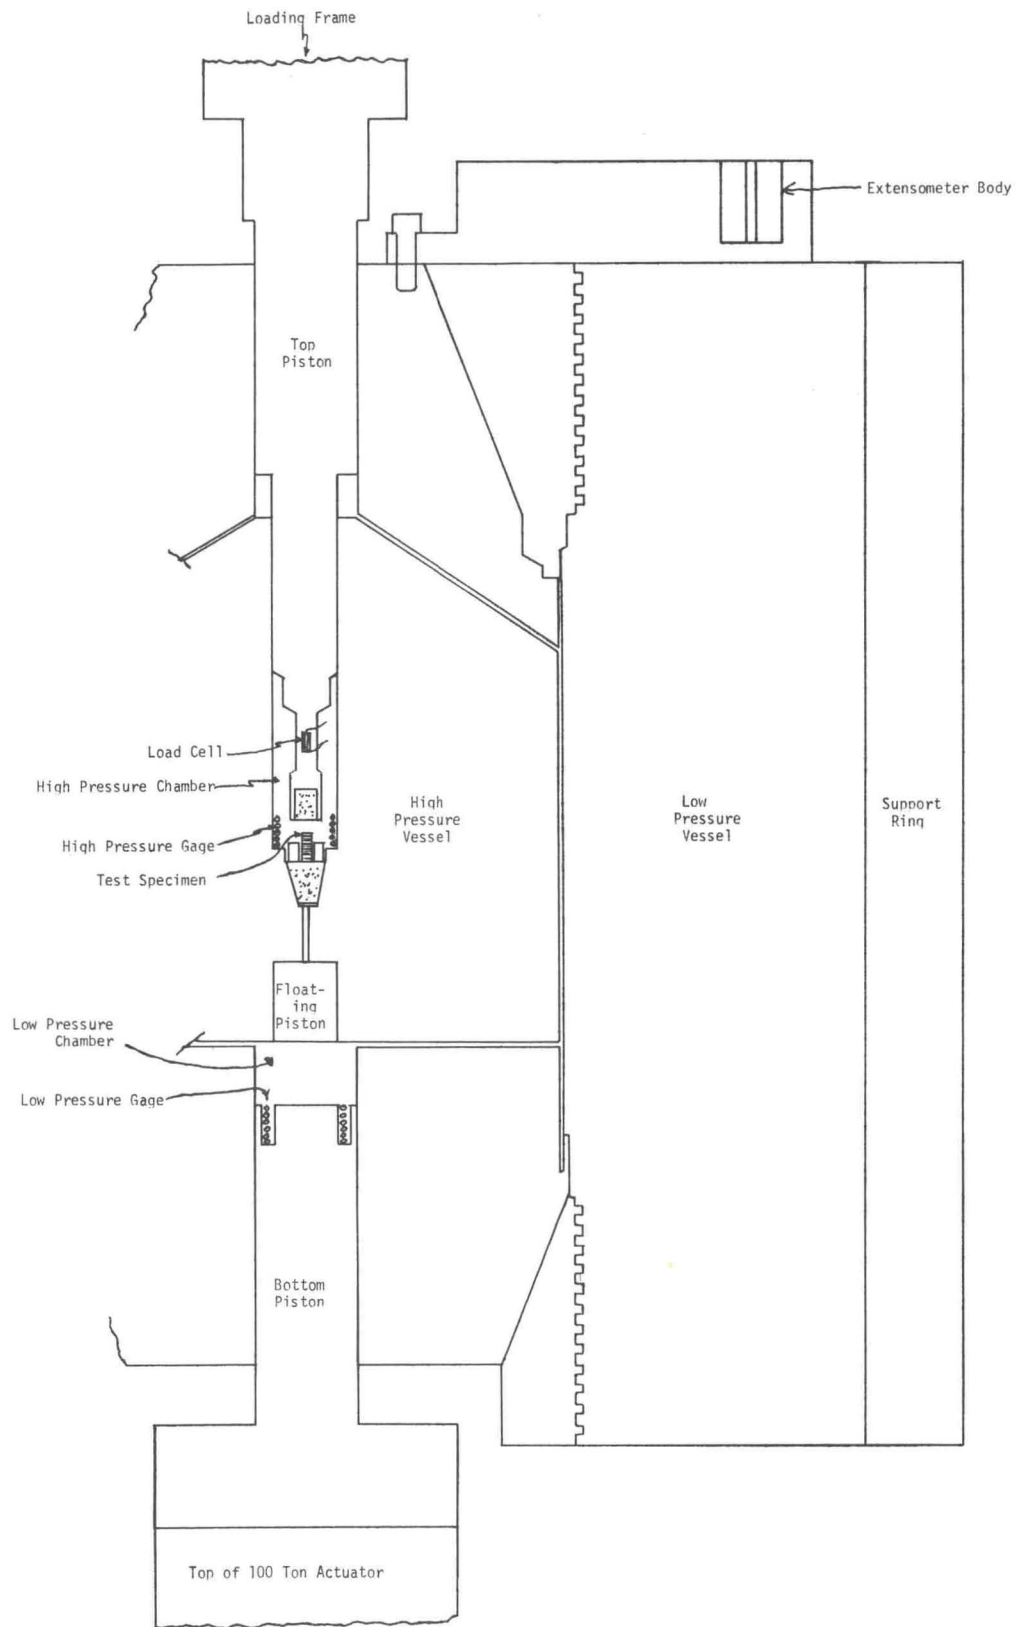 Loading Frame
Extensometer Body
Top
Piston
Load Cell
High Pressure Chamber
High
Pressure
Vessel
Low
Pressure
Vessel
Support
Ring
High Pressure Gage
Test Specimen
Float-
ing
Piston
Low Pressure
Chamber
Low Pressure Gage
Bottom
Piston
Top of 100 Ton Actuator